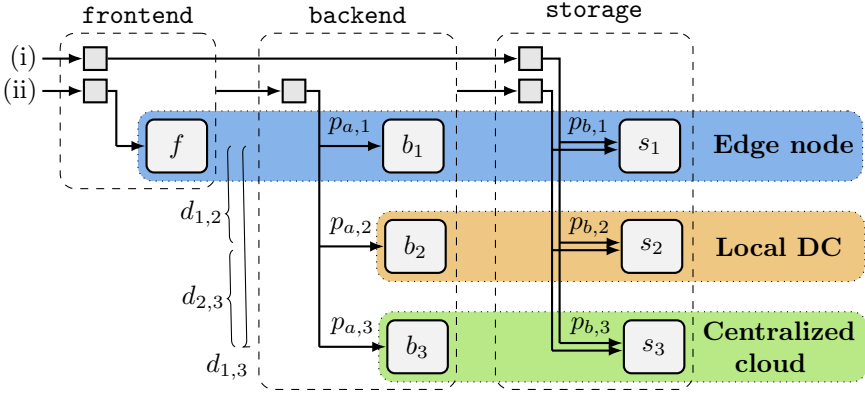 frontend
backend
storage
(i)
(ii)
f
p_{a,1}
b_1
p_{b,1}
s_1
Edge node
d_{1,2}
p_{a,2}
b_2
p_{b,2}
s_2
Local DC
d_{2,3}
p_{a,3}
b_3
p_{b,3}
s_3
Centralized
cloud
d_{1,3}